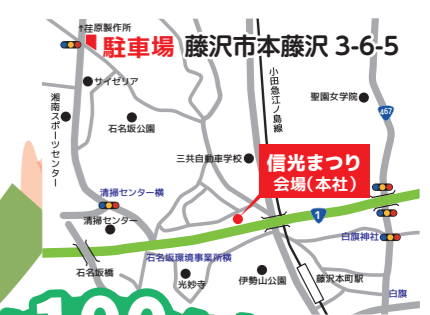 ↑荏原製作所
駐車場 藤沢市本藤沢 3-6-5
サイゼリア
湘南スポーツセンター
石名坂公園
小田急江ノ島線
聖園女学院
467
三共自動車学校
信光まつり
会場(本社)
清掃センター横
清掃センター
1
白旗神社
石名坂橋
石名坂環境事業所横
光妙寺
伊勢山公園
藤沢本町駅
白旗
100